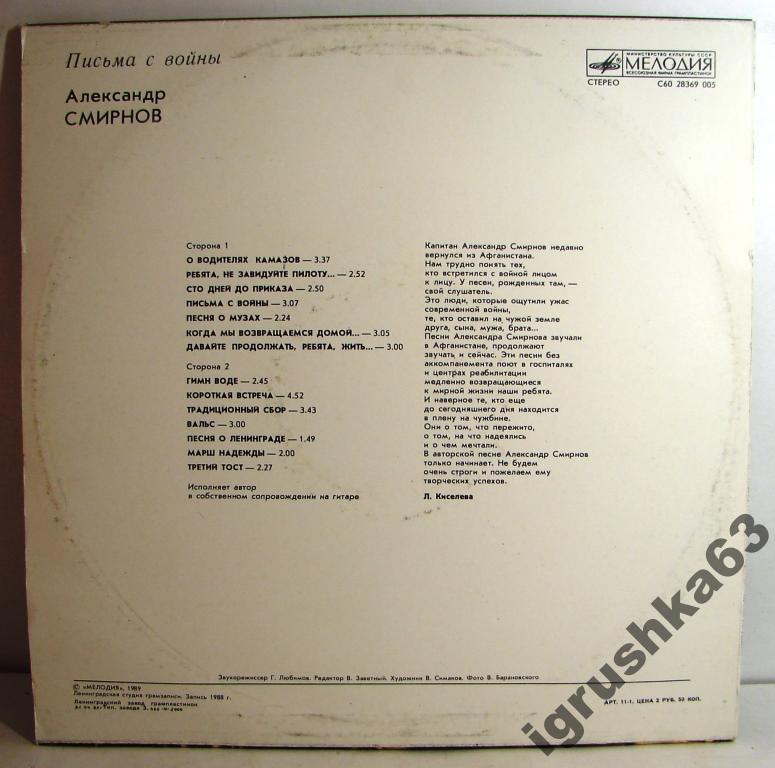 Письма с войны
Александр
СМИРНОВ
МИНИСТЕРСТВО КУЛЬТУРЫ СССР
МЕЛОДИЯ
ВСЕСОЮЗНАЯ ФИРМА ГРАМПЛАСТИНОК
СТЕРЕО С60 28369 005
Сторона 1
О ВОДИТЕЛЯХ КАМАЗОВ — 3.37
РЕБЯТА, НЕ ЗАВИДУЙТЕ ПИЛОТУ... — 2.52
СТО ДНЕЙ ДО ПРИКАЗА — 2.50
ПИСЬМА С ВОЙНЫ — 3.07
ПЕСНЯ О МУЗАХ — 2.24
КОГДА МЫ ВОЗВРАЩАЕМСЯ ДОМОЙ... — 3.05
ДАВАЙТЕ ПРОДОЛЖАТЬ, РЕБЯТА, ЖИТЬ... — 3.00
Сторона 2
ГИМН ВОДЕ — 2.45
КОРОТКАЯ ВСТРЕЧА — 4.52
ТРАДИЦИОННЫЙ СБОР — 3.43
ВАЛЬС — 3.00
ПЕСНЯ О ЛЕНИНГРАДЕ — 1.49
МАРШ НАДЕЖДЫ — 2.00
ТРЕТИЙ ТОСТ — 2.27
Исполняет автор
в собственном сопровождении на гитаре
Капитан Александр Смирнов недавно
вернулся из Афганистана.
Нам трудно понять тех,
кто встретился с войной лицом
к лицу. У песен, рожденных там, —
свой слушатель.
Это люди, которые ощутили ужас
современной войны,
те, кто оставил на чужой земле
друга, сына, мужа, брата...
Песни Александра Смирнова звучали
в Афганистане, продолжают
звучать и сейчас. Эти песни без
аккомпанемента поют в госпиталях
и центрах реабилитации
медленно возвращающиеся
к мирной жизни наши ребята.
И наверное те, кто еще
до сегодняшнего дня находится
в плену на чужбине.
Они о том, что пережито,
о том, на что надеялись
и о чем мечтали.
В авторской песне Александр Смирнов
только начинает. Не будем
очень строги и пожелаем ему
творческих успехов.
Л. Киселева
Звукорежиссер Г. Любимов. Редактор В. Заветный. Художник В. Симаков. Фото В. Барановского
© «МЕЛОДИЯ», 1989
Ленинградская студия грамзаписи. Запись 1988 г.
Ленинградский завод грампластинок
АРТ. 11-1. ЦЕНА 2 РУБ. 50 КОП.
igrushka63